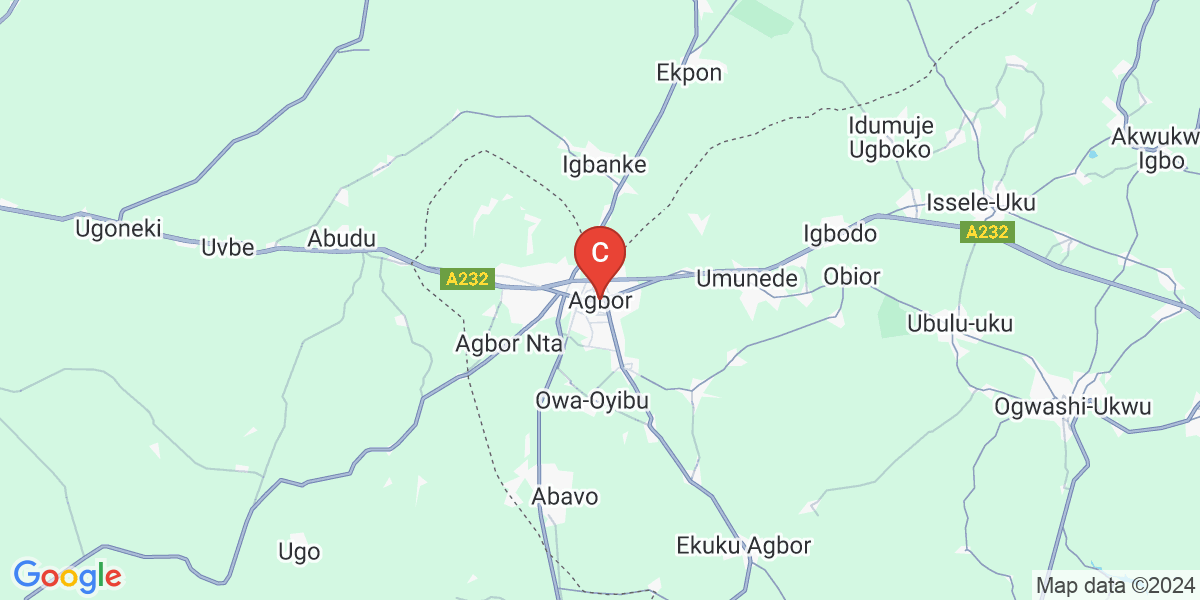 Ekpon
Idumuje
Ugboko
Akwukw
Igbo
Igbanke
Issele-Uku
Ugoneki
Uvbe
Abudu
Igbodo
A232
C
A232
Umunede
Obior
Agbor
Ubulu-uku
Agbor Nta
Owa-Oyibu
Ogwashi-Ukwu
Abavo
Ugo
Ekuku Agbor
Google
Map data ©2024